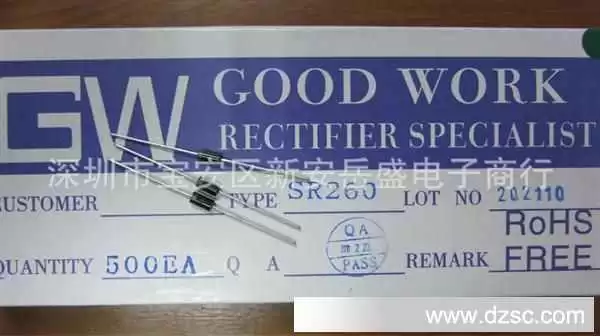 GW GOOD WORK
RECTIFIER SPECIALIST
深圳市宝安区新安岳盛电子商行
CUSTOMER TYPE SR260 LOT NO 202110
QA
PASS
RoHS
QUANTITY 500EA Q A REMARK FREE
www.dzsc.com